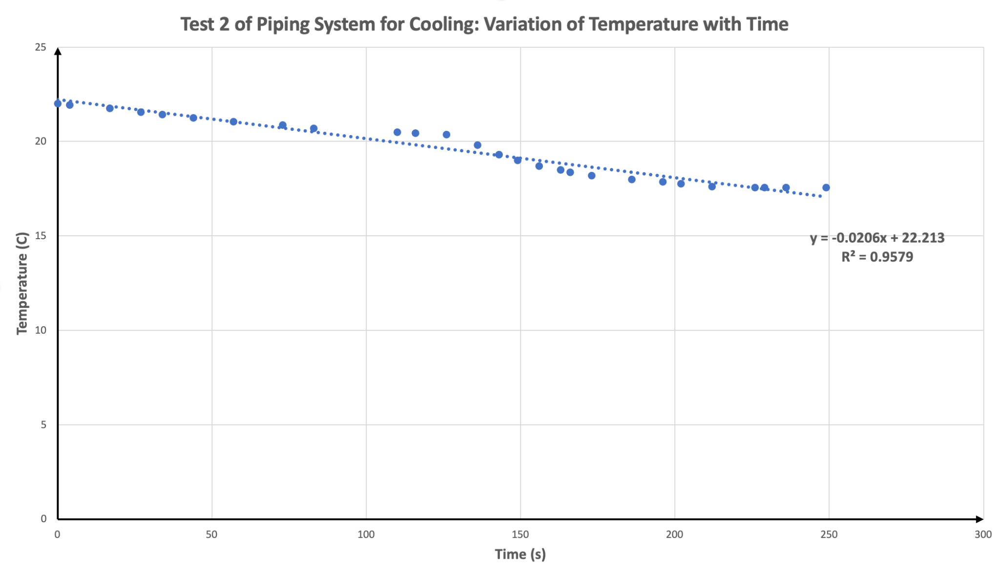 Test 2 of Piping System for Cooling: Variation of Temperature with Time
25
20
15
10
5
0
Temperature (C)
y = -0.0206x + 22.213
R² = 0.9579
0 50 100 150 200 250 300
Time (s)